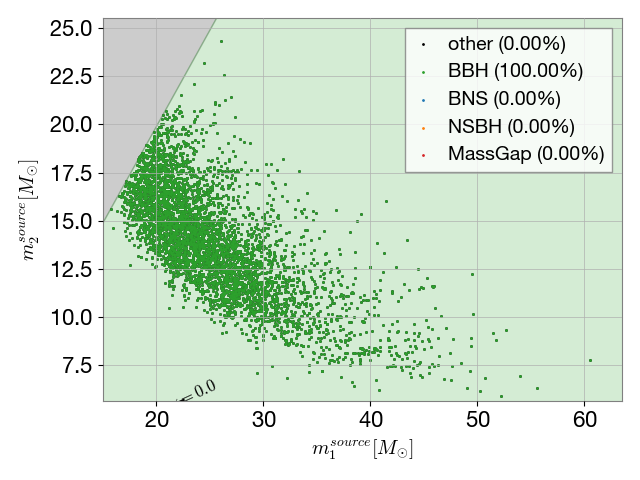 25.0
22.5
20.0
17.5
15.0
12.5
10.0
7.5
m_2^{source}[M_☉]
other (0.00%)
BBH (100.00%)
BNS (0.00%)
NSBH (0.00%)
MassGap (0.00%)
=0.0
20 30 40 50 60
m_1^{source}[M_☉]